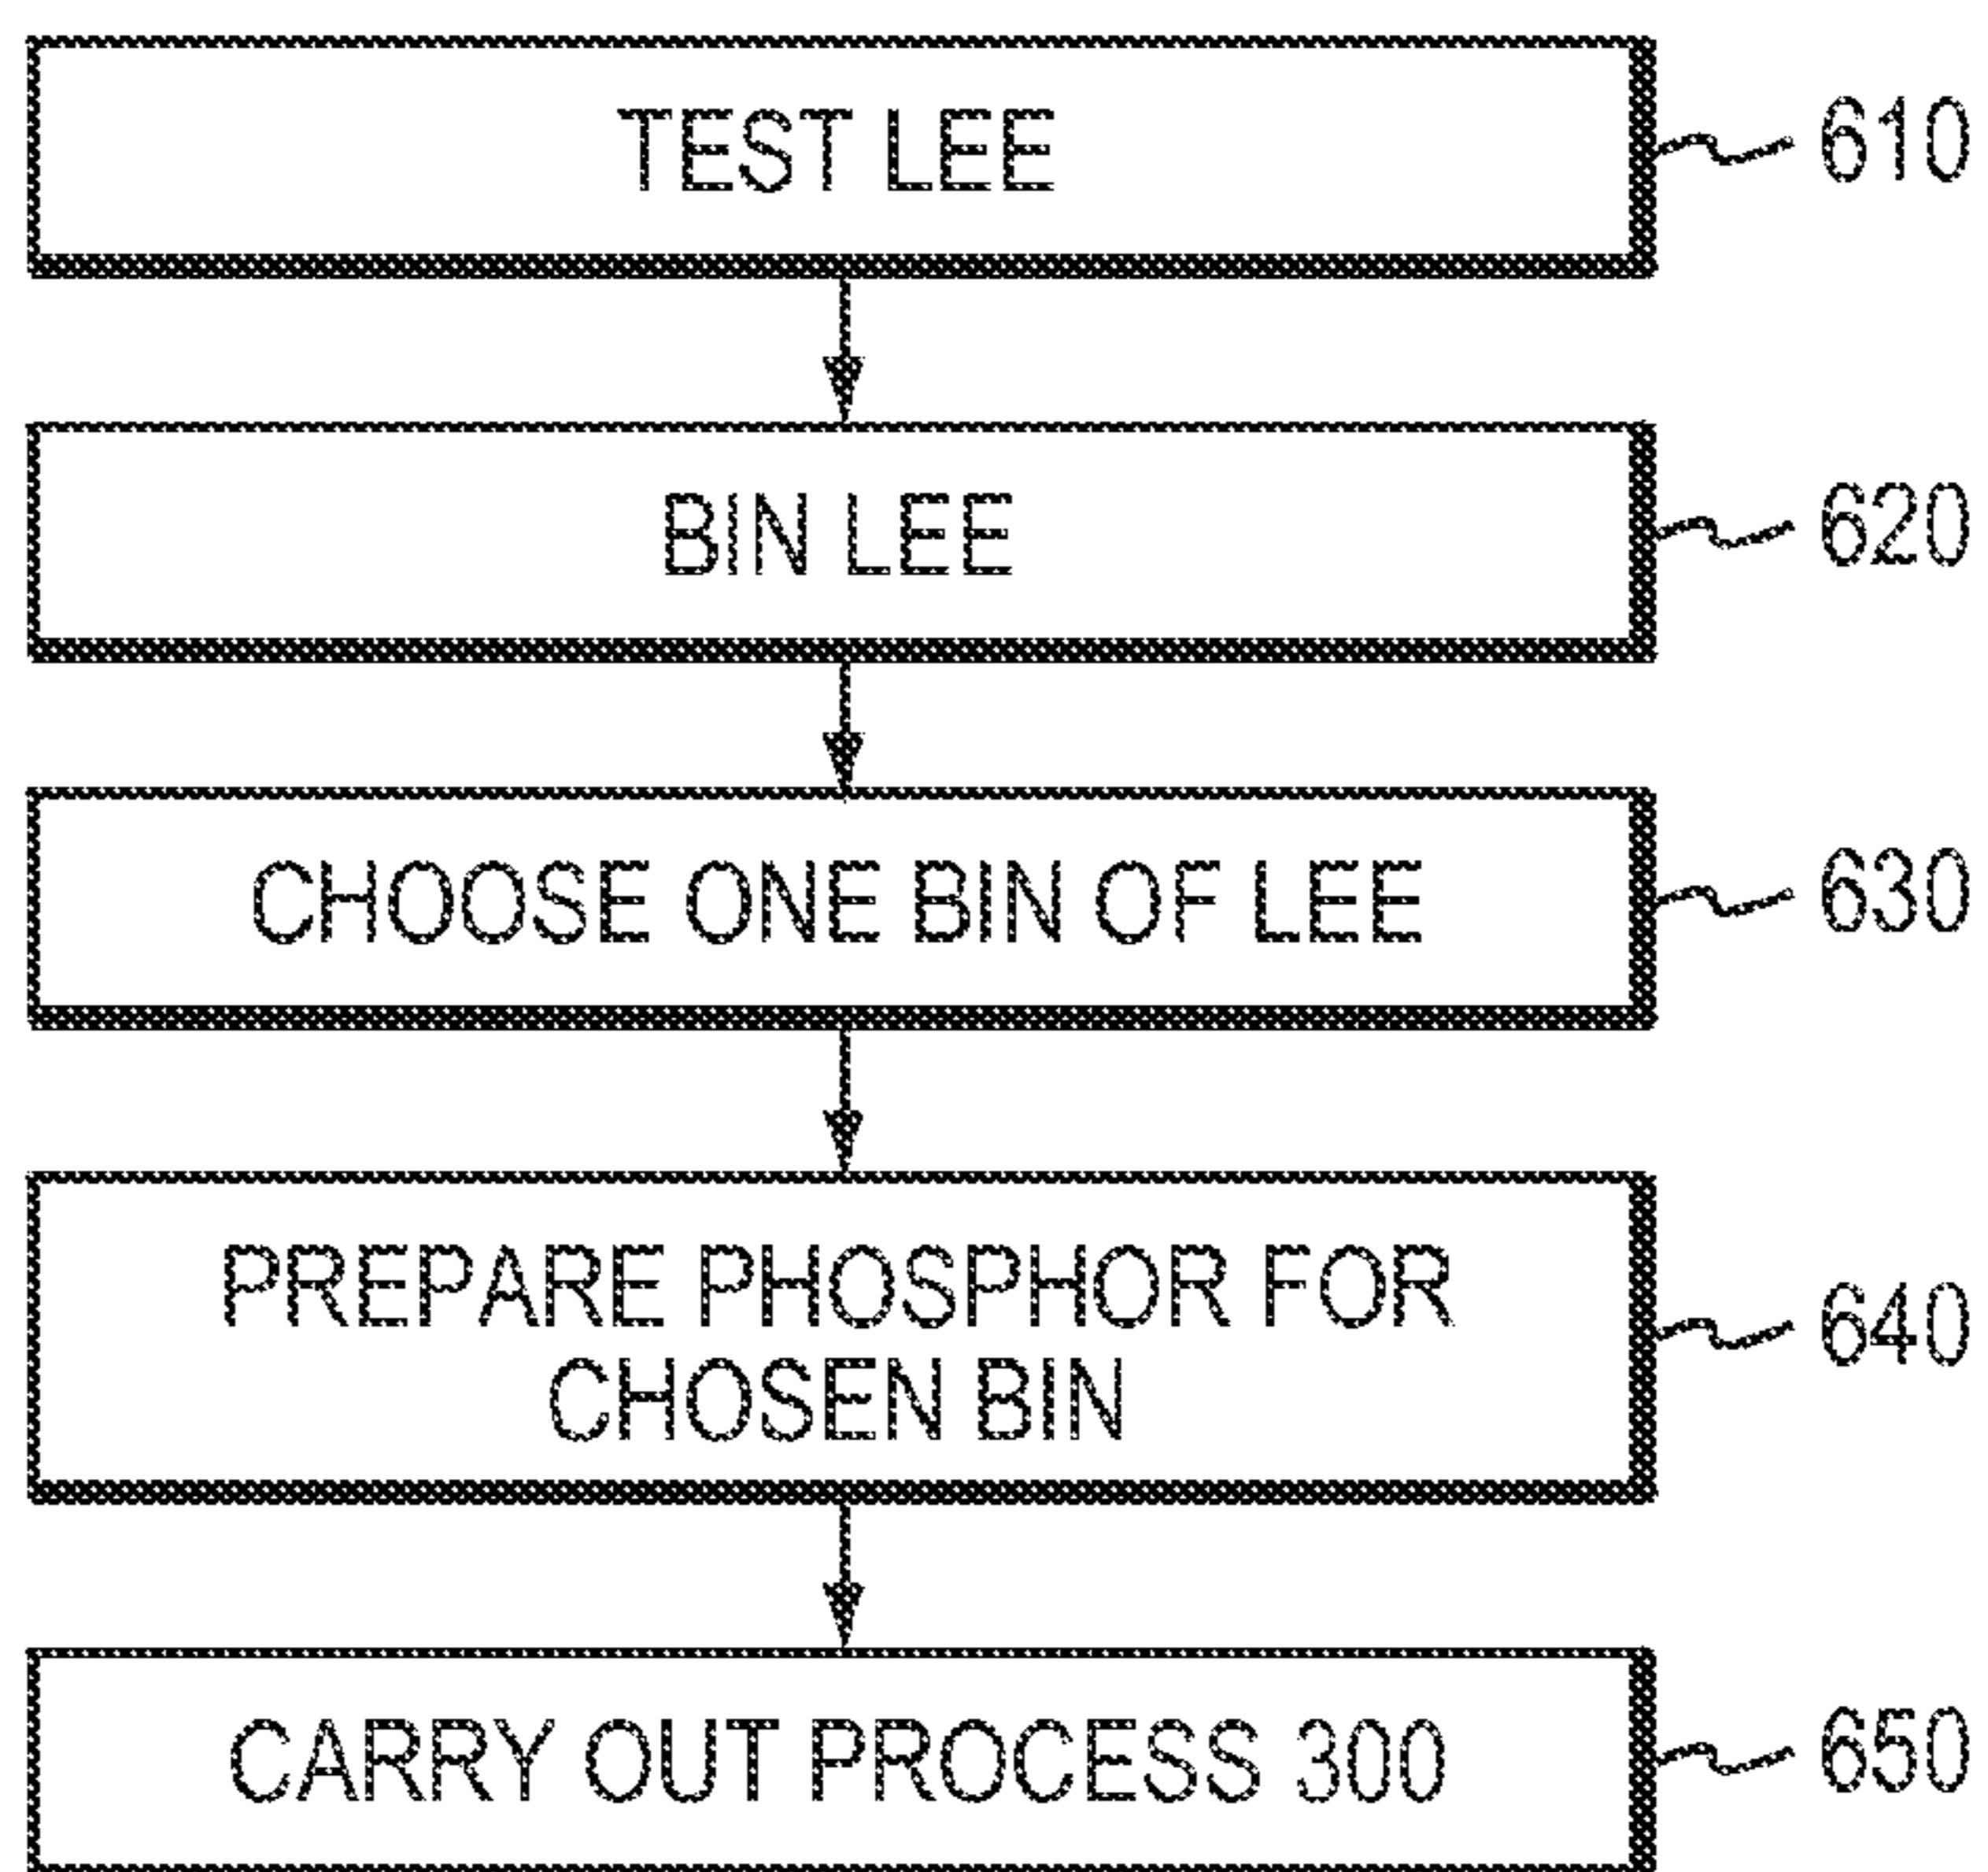 TEST LEE
610
BIN LEE
620
CHOOSE ONE BIN OF LEE
630
PREPARE PHOSPHOR FOR
CHOSEN BIN
640
CARRY OUT PROCESS 300
650